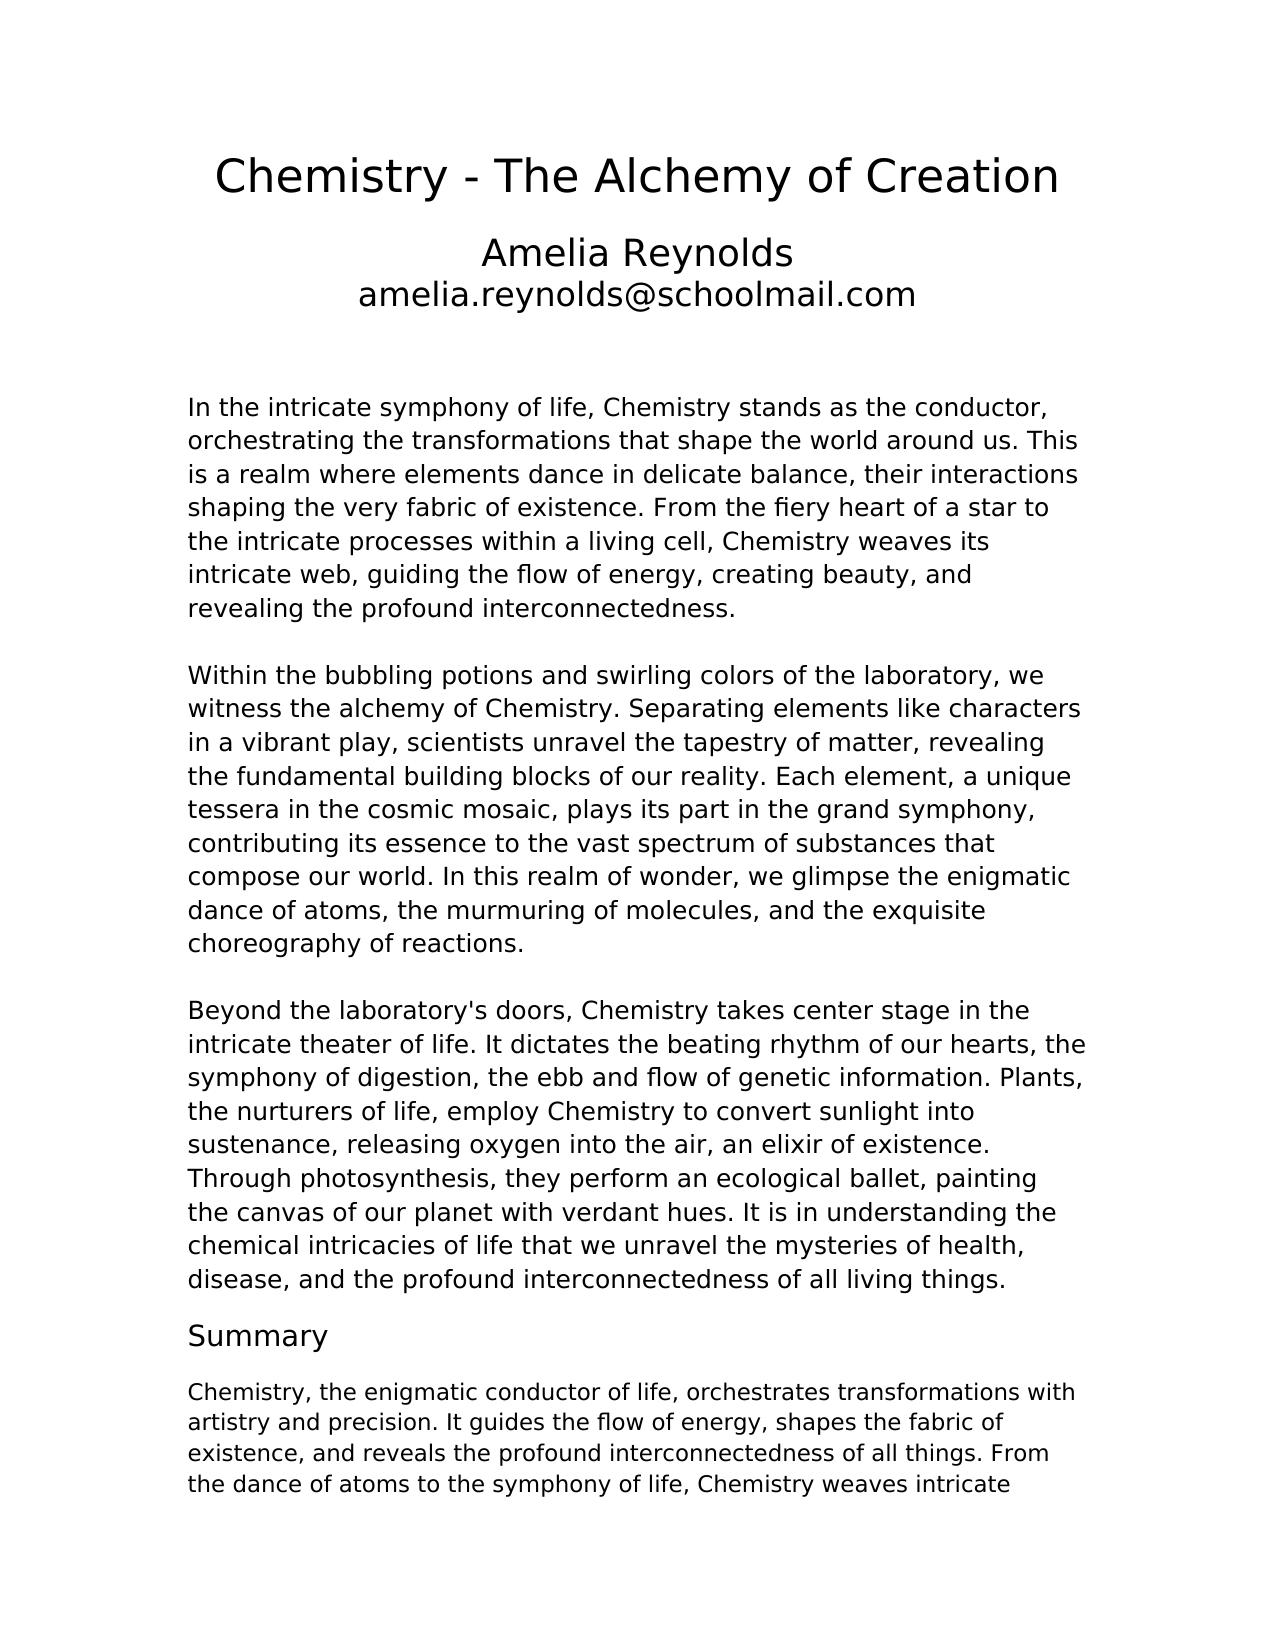 Chemistry - The Alchemy of Creation
Amelia Reynolds
amelia.reynolds@schoolmail.com
In the intricate symphony of life, Chemistry stands as the conductor,
orchestrating the transformations that shape the world around us. This
is a realm where elements dance in delicate balance, their interactions
shaping the very fabric of existence. From the fiery heart of a star to
the intricate processes within a living cell, Chemistry weaves its
intricate web, guiding the flow of energy, creating beauty, and
revealing the profound interconnectedness.
Within the bubbling potions and swirling colors of the laboratory, we
witness the alchemy of Chemistry. Separating elements like characters
in a vibrant play, scientists unravel the tapestry of matter, revealing
the fundamental building blocks of our reality. Each element, a unique
tessera in the cosmic mosaic, plays its part in the grand symphony,
contributing its essence to the vast spectrum of substances that
compose our world. In this realm of wonder, we glimpse the enigmatic
dance of atoms, the murmuring of molecules, and the exquisite
choreography of reactions.
Beyond the laboratory's doors, Chemistry takes center stage in the
intricate theater of life. It dictates the beating rhythm of our hearts, the
symphony of digestion, the ebb and flow of genetic information. Plants,
the nurturers of life, employ Chemistry to convert sunlight into
sustenance, releasing oxygen into the air, an elixir of existence.
Through photosynthesis, they perform an ecological ballet, painting
the canvas of our planet with verdant hues. It is in understanding the
chemical intricacies of life that we unravel the mysteries of health,
disease, and the profound interconnectedness of all living things.
Summary
Chemistry, the enigmatic conductor of life, orchestrates transformations with
artistry and precision. It guides the flow of energy, shapes the fabric of
existence, and reveals the profound interconnectedness of all things. From
the dance of atoms to the symphony of life, Chemistry weaves intricate